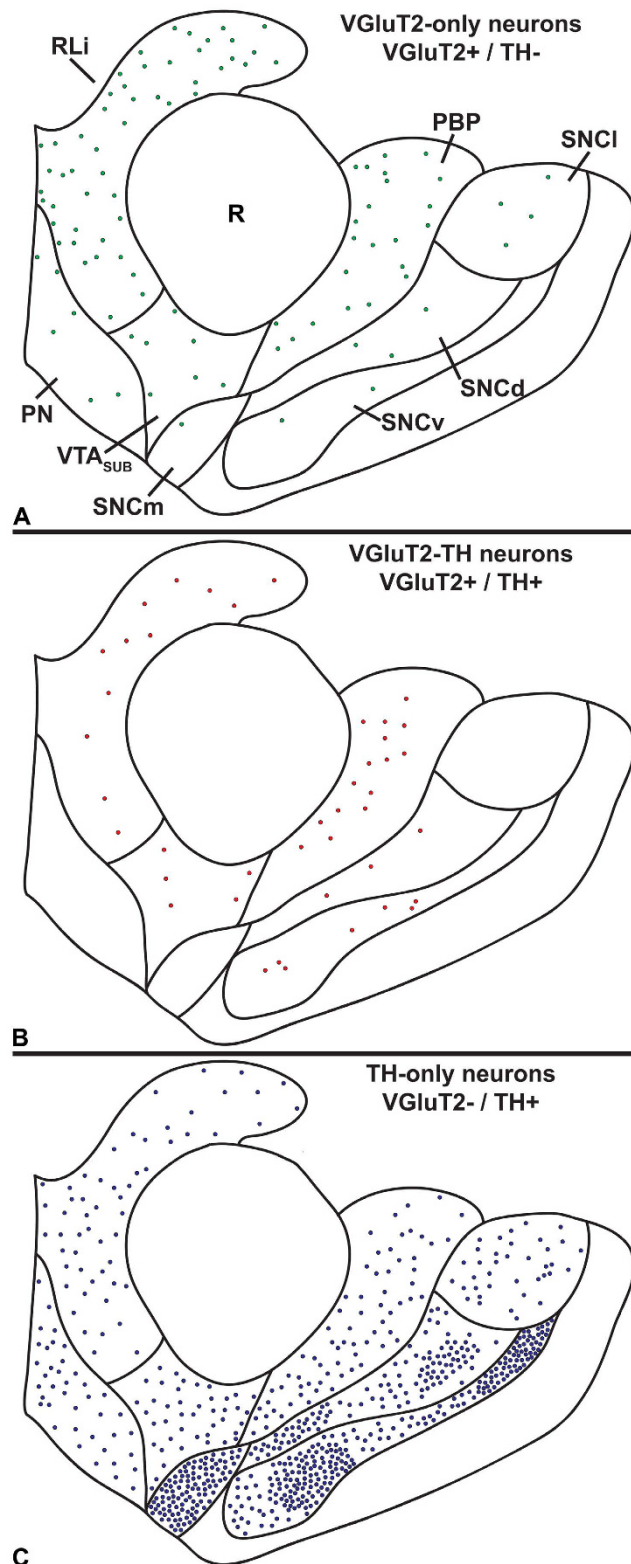 VGluT2-only neurons
VGluT2+ / TH-
RLi
PBP
SNCl
R
SNCd
PN
SNCv
VTASUB
SNCm
A
VGluT2-TH neurons
VGluT2+ / TH+
B
TH-only neurons
VGluT2- / TH+
C